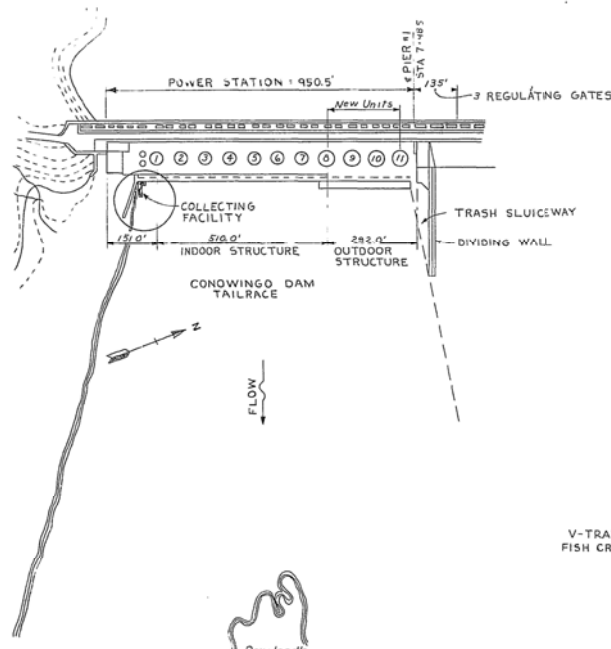 ℄ PIER #1
STA 7+485
POWER STATION : 950.5'
135'
3 REGULATING GATES
New Units
1 2 3 4 5 6 7 8 9 10 11
COLLECTING
FACILITY
TRASH SLUICEWAY
DIVIDING WALL
151.0'
510.0'
292.0'
INDOOR STRUCTURE
OUTDOOR
STRUCTURE
CONOWINGO DAM
TAILRACE
N
FLOW
V-TRA
FISH CR